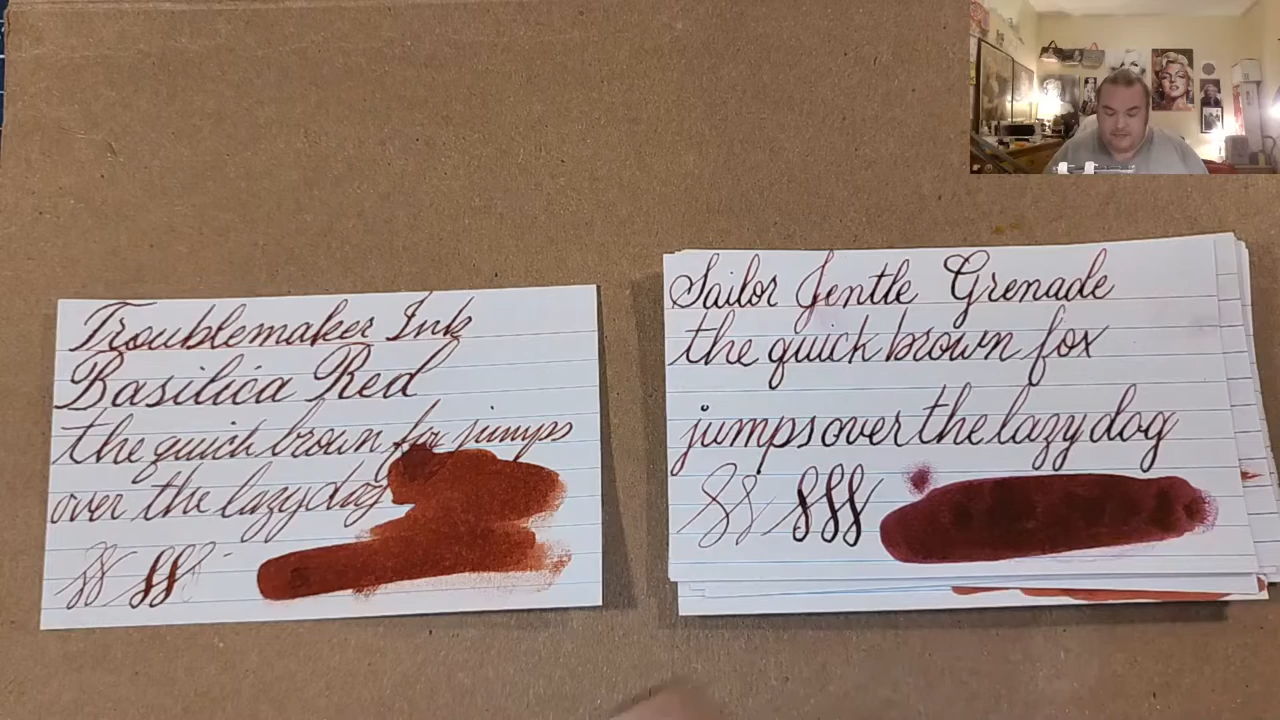 Troublemaker Ink
Basilica Red
the quick brown fox jumps
over the lazy dog
Sailor Jentle Grenade
the quick brown fox
jumps over the lazy dog